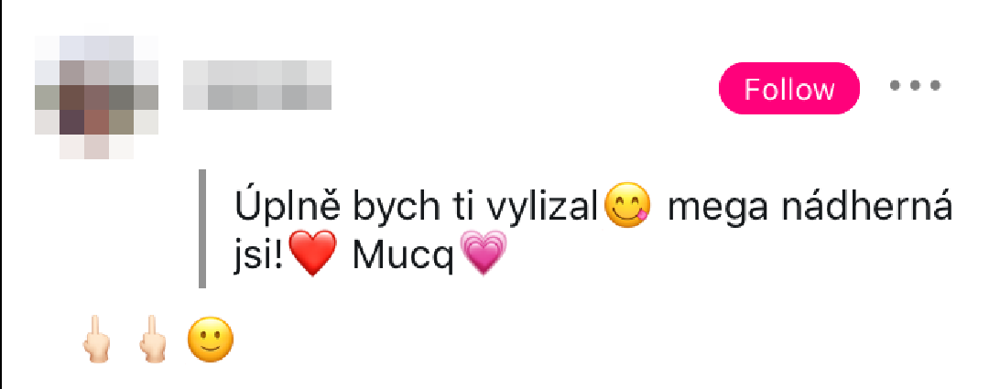 Follow
Úplně bych ti vylizal😋 mega nádherná
jsi!❤️ Mucq💗
🖕🏻🖕🏻🙂